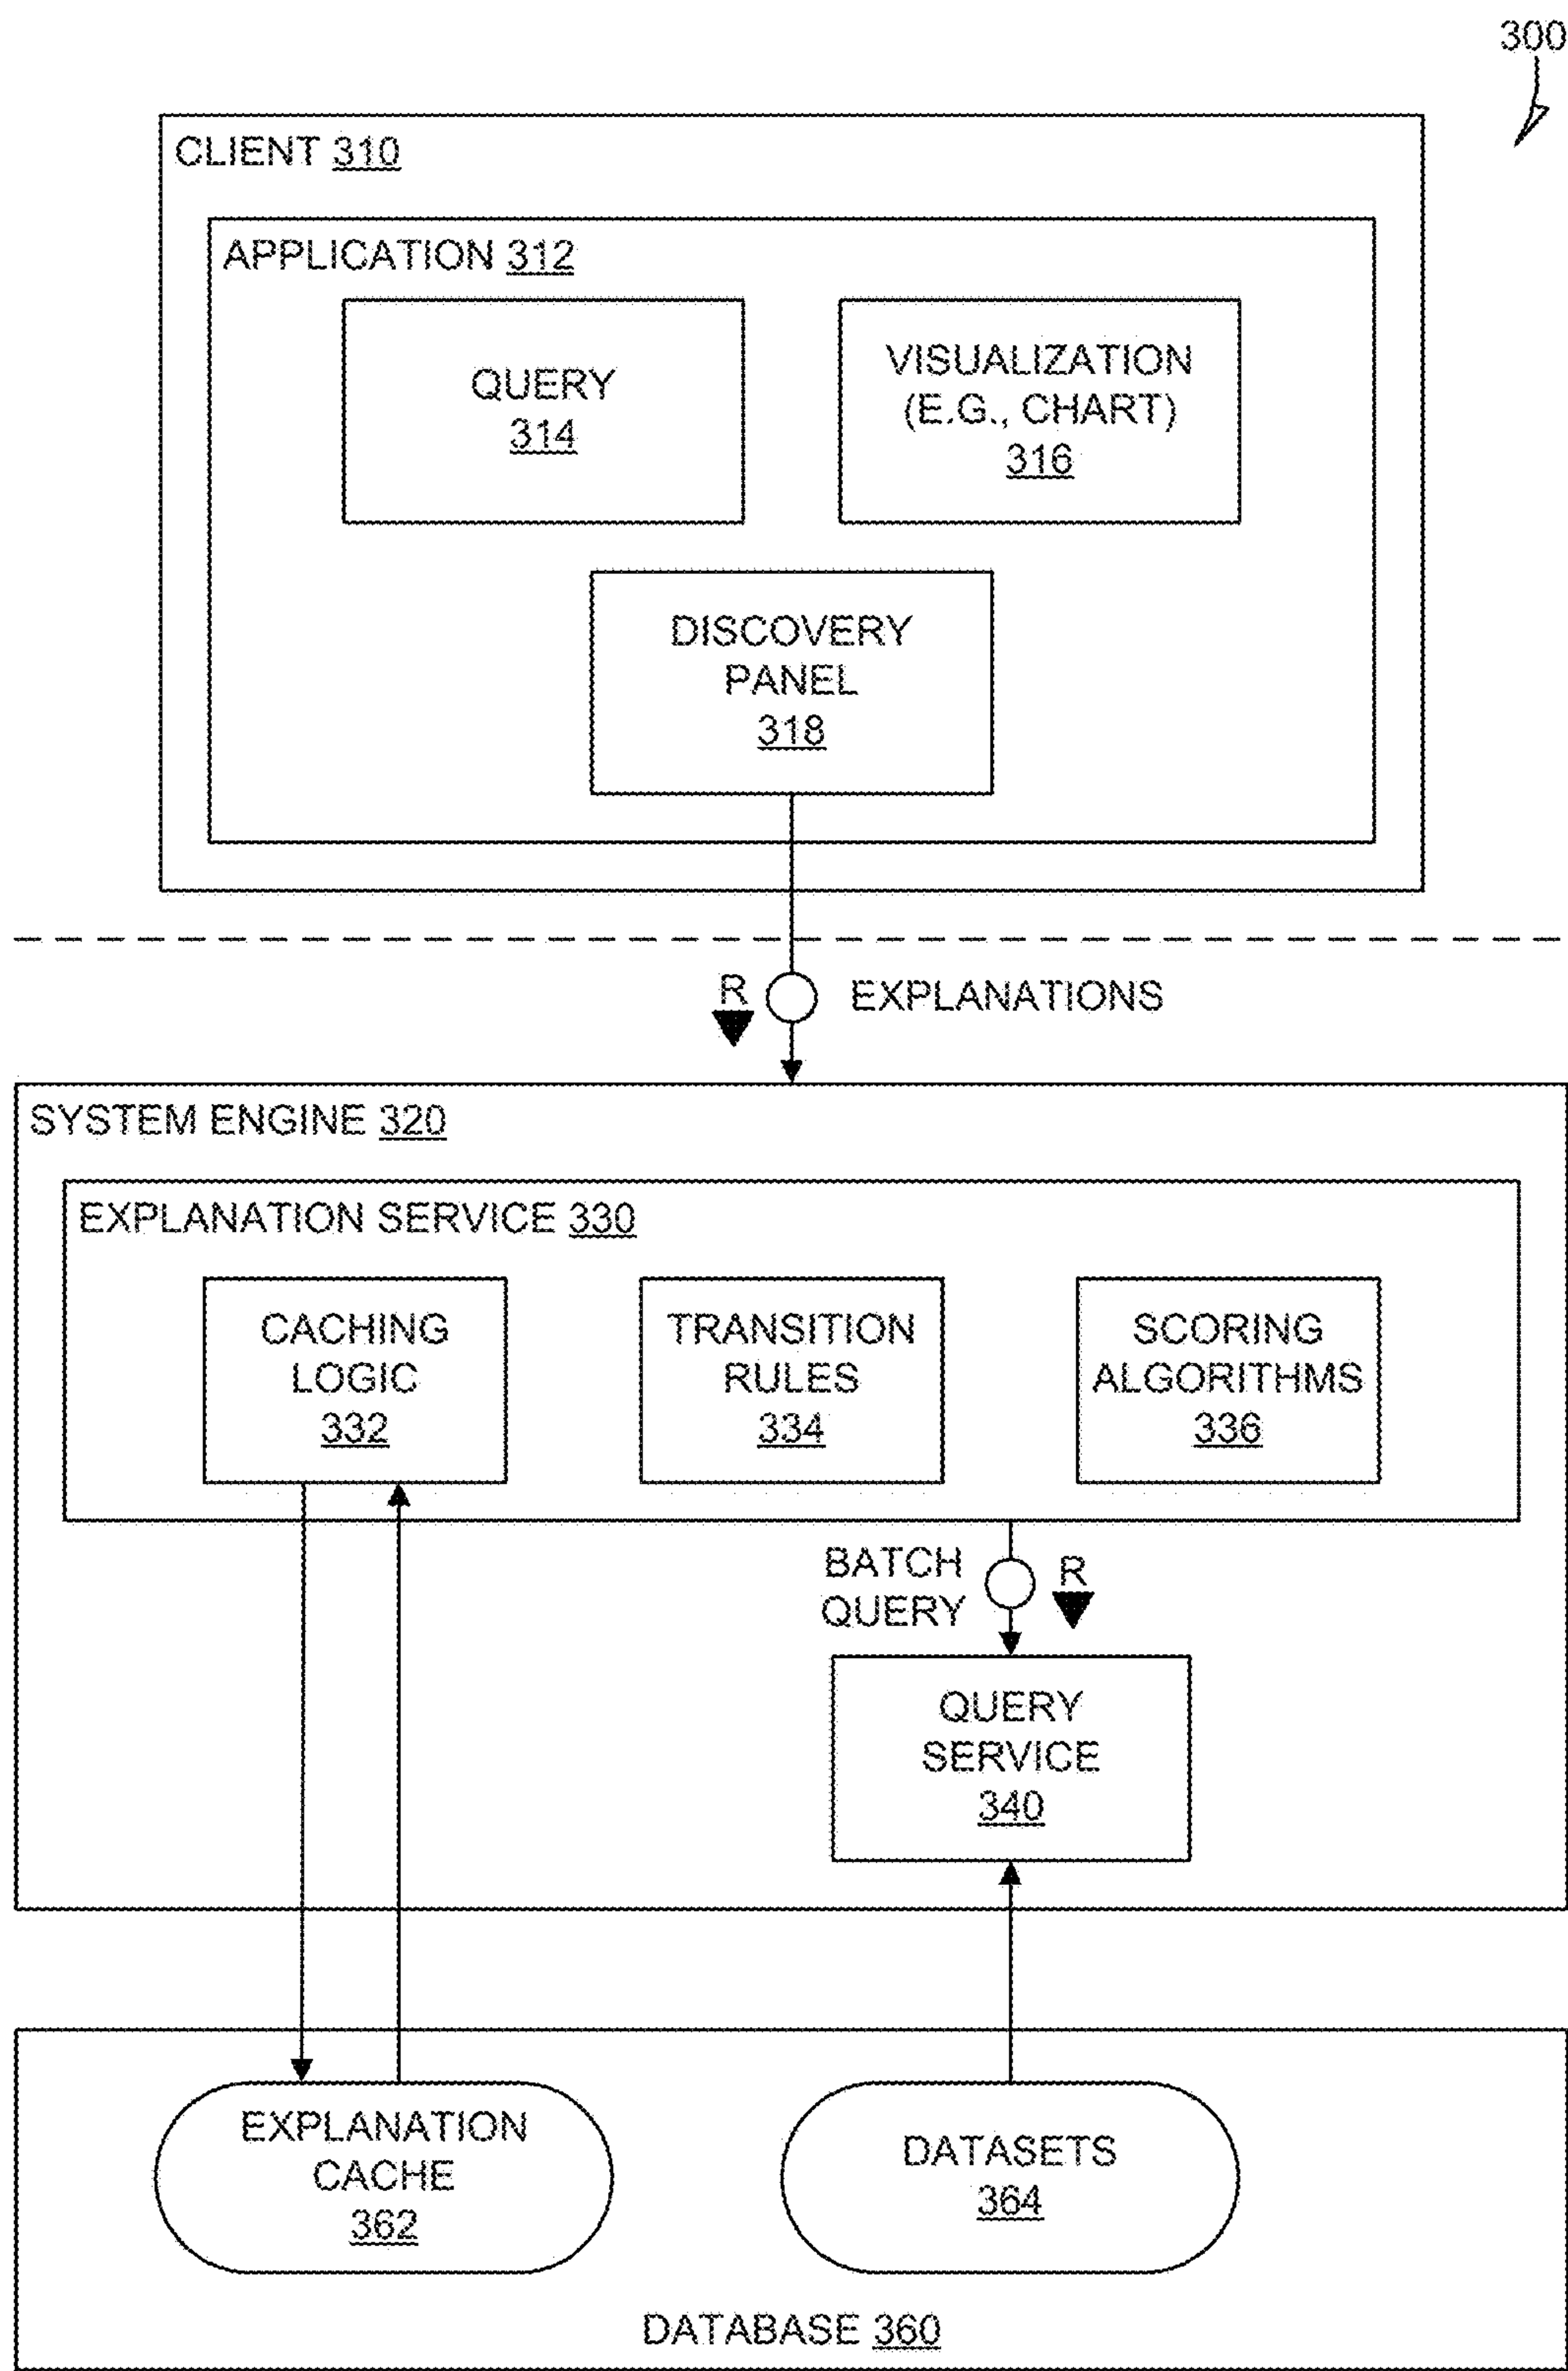 300
CLIENT 310
APPLICATION 312
QUERY
314
VISUALIZATION
(E.G., CHART)
316
DISCOVERY
PANEL
318
R
EXPLANATIONS
SYSTEM ENGINE 320
EXPLANATION SERVICE 330
CACHING
LOGIC
332
TRANSITION
RULES
334
SCORING
ALGORITHMS
336
BATCH
QUERY
R
QUERY
SERVICE
340
EXPLANATION
CACHE
362
DATASETS
364
DATABASE 360